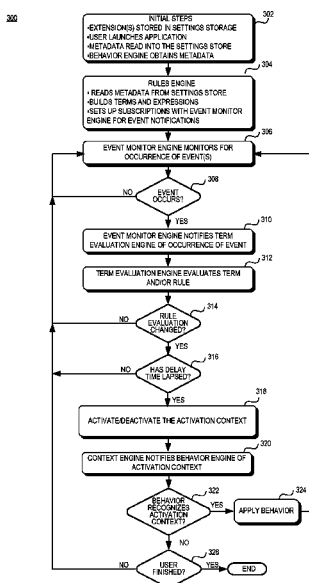 300
302
INITIAL STEPS
•EXTENSION(S) STORED IN SETTINGS STORAGE
•USER LAUNCHES APPLICATION
•METADATA READ INTO THE SETTINGS STORE
•BEHAVIOR ENGINE OBTAINS METADATA
304
RULES ENGINE
• READS METADATA FROM SETTINGS STORE
• BUILDS TERMS AND EXPRESSIONS
•SETS UP SUBSCRIPTIONS WITH EVENT MONITOR
ENGINE FOR EVENT NOTIFICATIONS
306
EVENT MONITOR ENGINE MONITORS FOR
OCCURRENCE OF EVENT(S)
308
NO
EVENT
OCCURS?
YES
310
EVENT MONITOR ENGINE NOTIFIES TERM
EVALUATION ENGINE OF OCCURRENCE OF EVENT
312
TERM EVALUATION ENGINE EVALUATES TERM
AND/OR RULE
314
NO
RULE
EVALUATION
CHANGED?
YES
316
NO
HAS DELAY
TIME LAPSED?
YES
318
ACTIVATE/DEACTIVATE THE ACTIVATION CONTEXT
320
CONTEXT ENGINE NOTIFIES BEHAVIOR ENGINE OF
ACTIVATION CONTEXT
322
BEHAVIOR
RECOGNIZES
ACTIVATION
CONTEXT?
YES
324
APPLY BEHAVIOR
NO
328
NO
USER
FINISHED?
YES
END